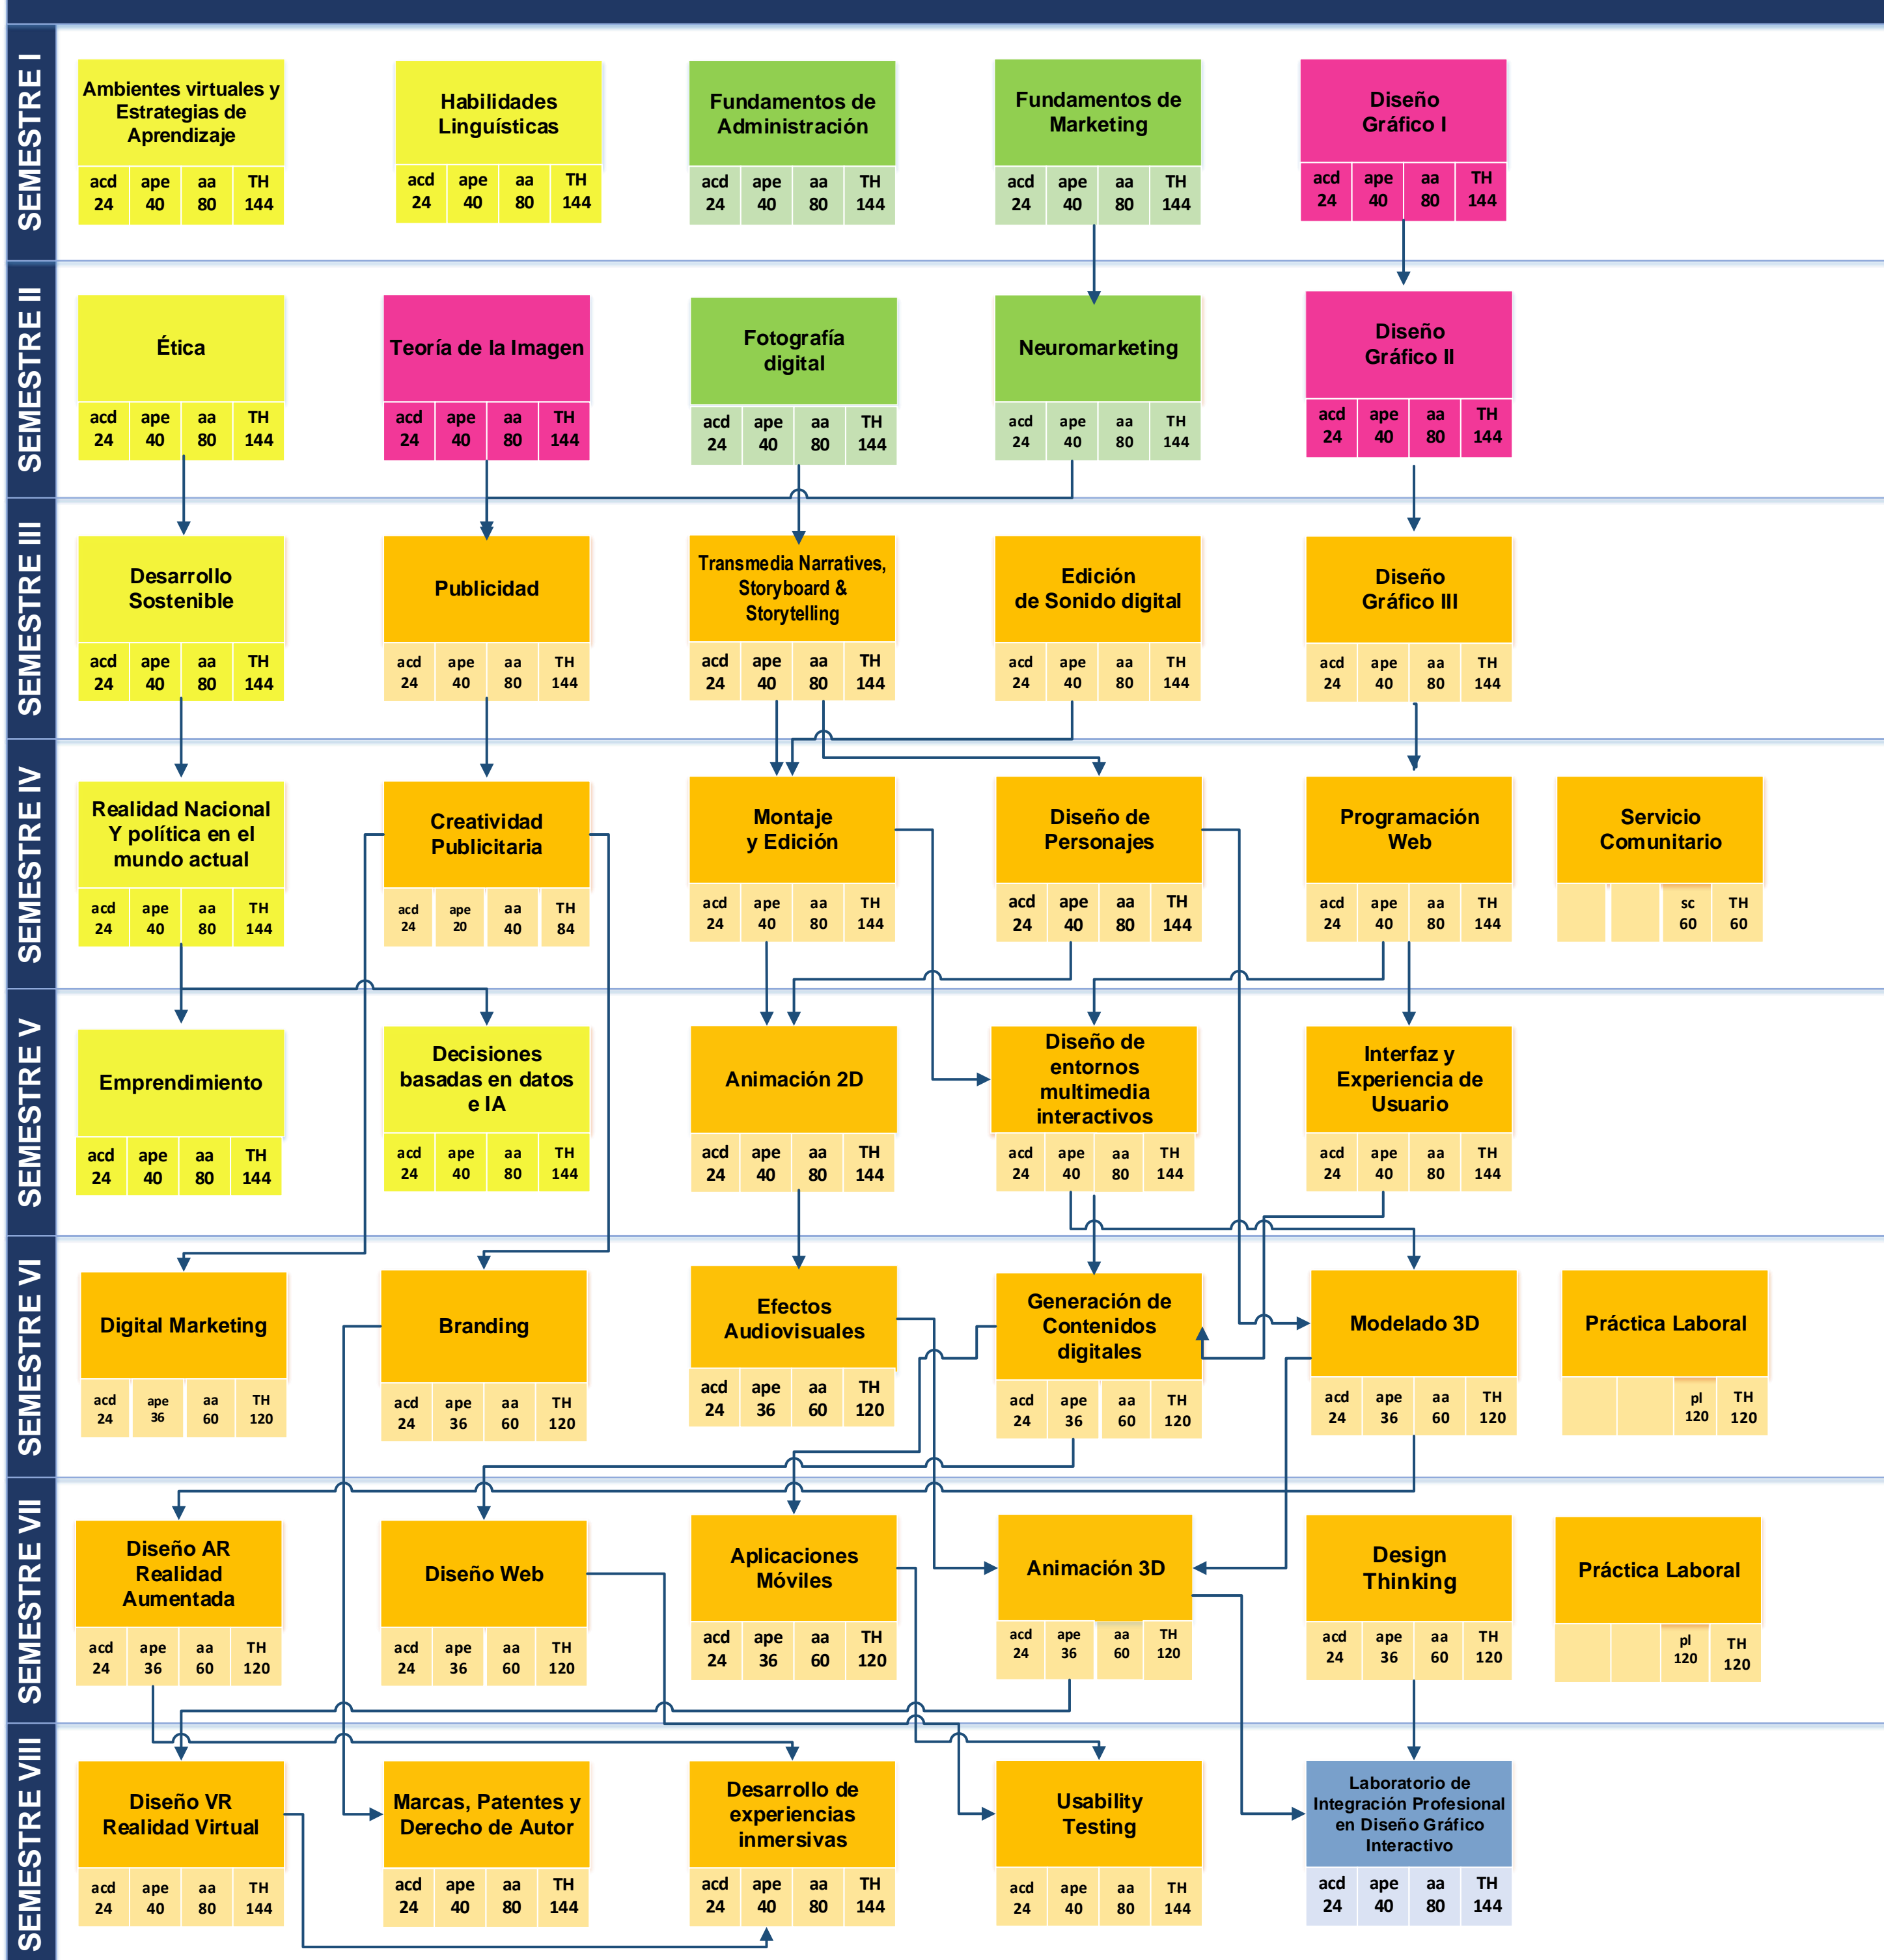 SEMESTRE I
Ambientes virtuales y
Estrategias de
Aprendizaje
acd ape aa TH
24 40 80 144
Habilidades
Linguísticas
acd ape aa TH
24 40 80 144
Fundamentos de
Administración
acd ape aa TH
24 40 80 144
Fundamentos de
Marketing
acd ape aa TH
24 40 80 144
Diseño
Gráfico I
acd ape aa TH
24 40 80 144
SEMESTRE II
Ética
acd ape aa TH
24 40 80 144
Teoría de la Imagen
acd ape aa TH
24 40 80 144
Fotografía
digital
acd ape aa TH
24 40 80 144
Neuromarketing
acd ape aa TH
24 40 80 144
Diseño
Gráfico II
acd ape aa TH
24 40 80 144
SEMESTRE III
Desarrollo
Sostenible
acd ape aa TH
24 40 80 144
Publicidad
acd ape aa TH
24 40 80 144
Transmedia Narratives,
Storyboard &
Storytelling
acd ape aa TH
24 40 80 144
Edición
de Sonido digital
acd ape aa TH
24 40 80 144
Diseño
Gráfico III
acd ape aa TH
24 40 80 144
SEMESTRE IV
Realidad Nacional
Y política en el
mundo actual
acd ape aa TH
24 40 80 144
Creatividad
Publicitaria
acd ape aa TH
24 20 40 84
Montaje
y Edición
acd ape aa TH
24 40 80 144
Diseño de
Personajes
acd ape aa TH
24 40 80 144
Programación
Web
acd ape aa TH
24 40 80 144
Servicio
Comunitario
sc TH
60 60
SEMESTRE V
Emprendimiento
acd ape aa TH
24 40 80 144
Decisiones
basadas en datos
e IA
acd ape aa TH
24 40 80 144
Animación 2D
acd ape aa TH
24 40 80 144
Diseño de
entornos
multimedia
interactivos
acd ape aa TH
24 40 80 144
Interfaz y
Experiencia de
Usuario
acd ape aa TH
24 40 80 144
SEMESTRE VI
Digital Marketing
acd ape aa TH
24 36 60 120
Branding
acd ape aa TH
24 36 60 120
Efectos
Audiovisuales
acd ape aa TH
24 36 60 120
Generación de
Contenidos
digitales
acd ape aa TH
24 36 60 120
Modelado 3D
acd ape aa TH
24 36 60 120
Práctica Laboral
pl TH
120 120
SEMESTRE VII
Diseño AR
Realidad
Aumentada
acd ape aa TH
24 36 60 120
Diseño Web
acd ape aa TH
24 36 60 120
Aplicaciones
Móviles
acd ape aa TH
24 36 60 120
Animación 3D
acd ape aa TH
24 36 60 120
Design
Thinking
acd ape aa TH
24 36 60 120
Práctica Laboral
pl TH
120 120
SEMESTRE VIII
Diseño VR
Realidad Virtual
acd ape aa TH
24 40 80 144
Marcas, Patentes y
Derecho de Autor
acd ape aa TH
24 40 80 144
Desarrollo de
experiencias
inmersivas
acd ape aa TH
24 40 80 144
Usability
Testing
acd ape aa TH
24 40 80 144
Laboratorio de
Integración Profesional
en Diseño Gráfico
Interactivo
acd ape aa TH
24 40 80 144